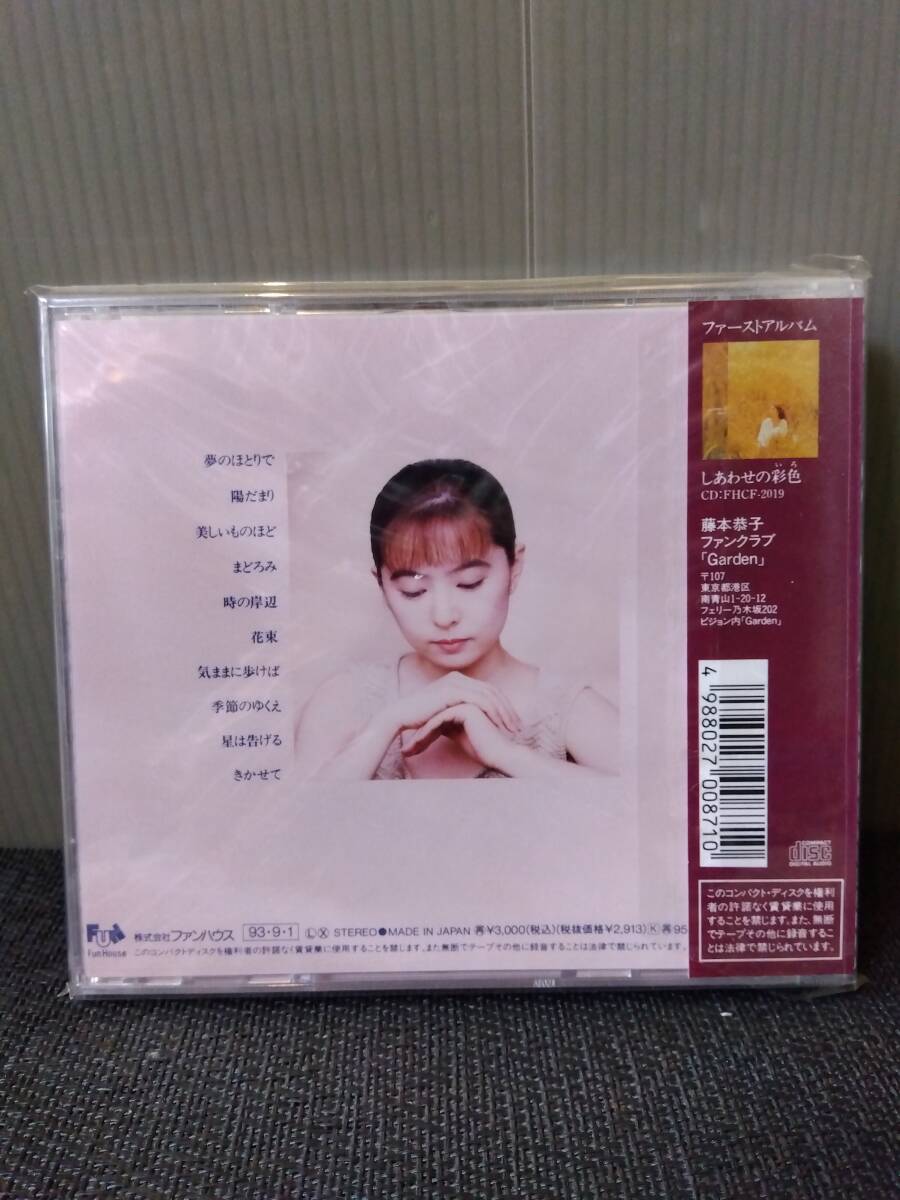 夢のほとりで
陽だまり
美しいものほど
まどろみ
時の岸辺
花束
気ままに歩けば
季節のゆくえ
星は告げる
きかせて
FUN
Fun House
株式会社ファンハウス 93・9・1 Ⓛ Ⓧ STEREO●MADE IN JAPAN 再¥3,000(税込)(税抜価格¥2,913) K 再95
このコンパクトディスクを権利者の許諾なく賃貸業に使用することを禁じます。また無断でテープその他に録音することは法律で禁じられています。
ファーストアルバム
いろ
しあわせの彩色
CD:FHCF-2019
藤本恭子
ファンクラブ
「Garden」
〒107
東京都港区
南青山1-20-12
フェリー乃木坂202
ビジョン内「Garden」
4 988027 008710
COMPACT
disc
DIGITAL AUDIO
このコンパクト・ディスクを権利
者の許諾なく賃貸業に使用
することを禁じます。また、無断
でテープその他に録音するこ
とは法律で禁じられています。